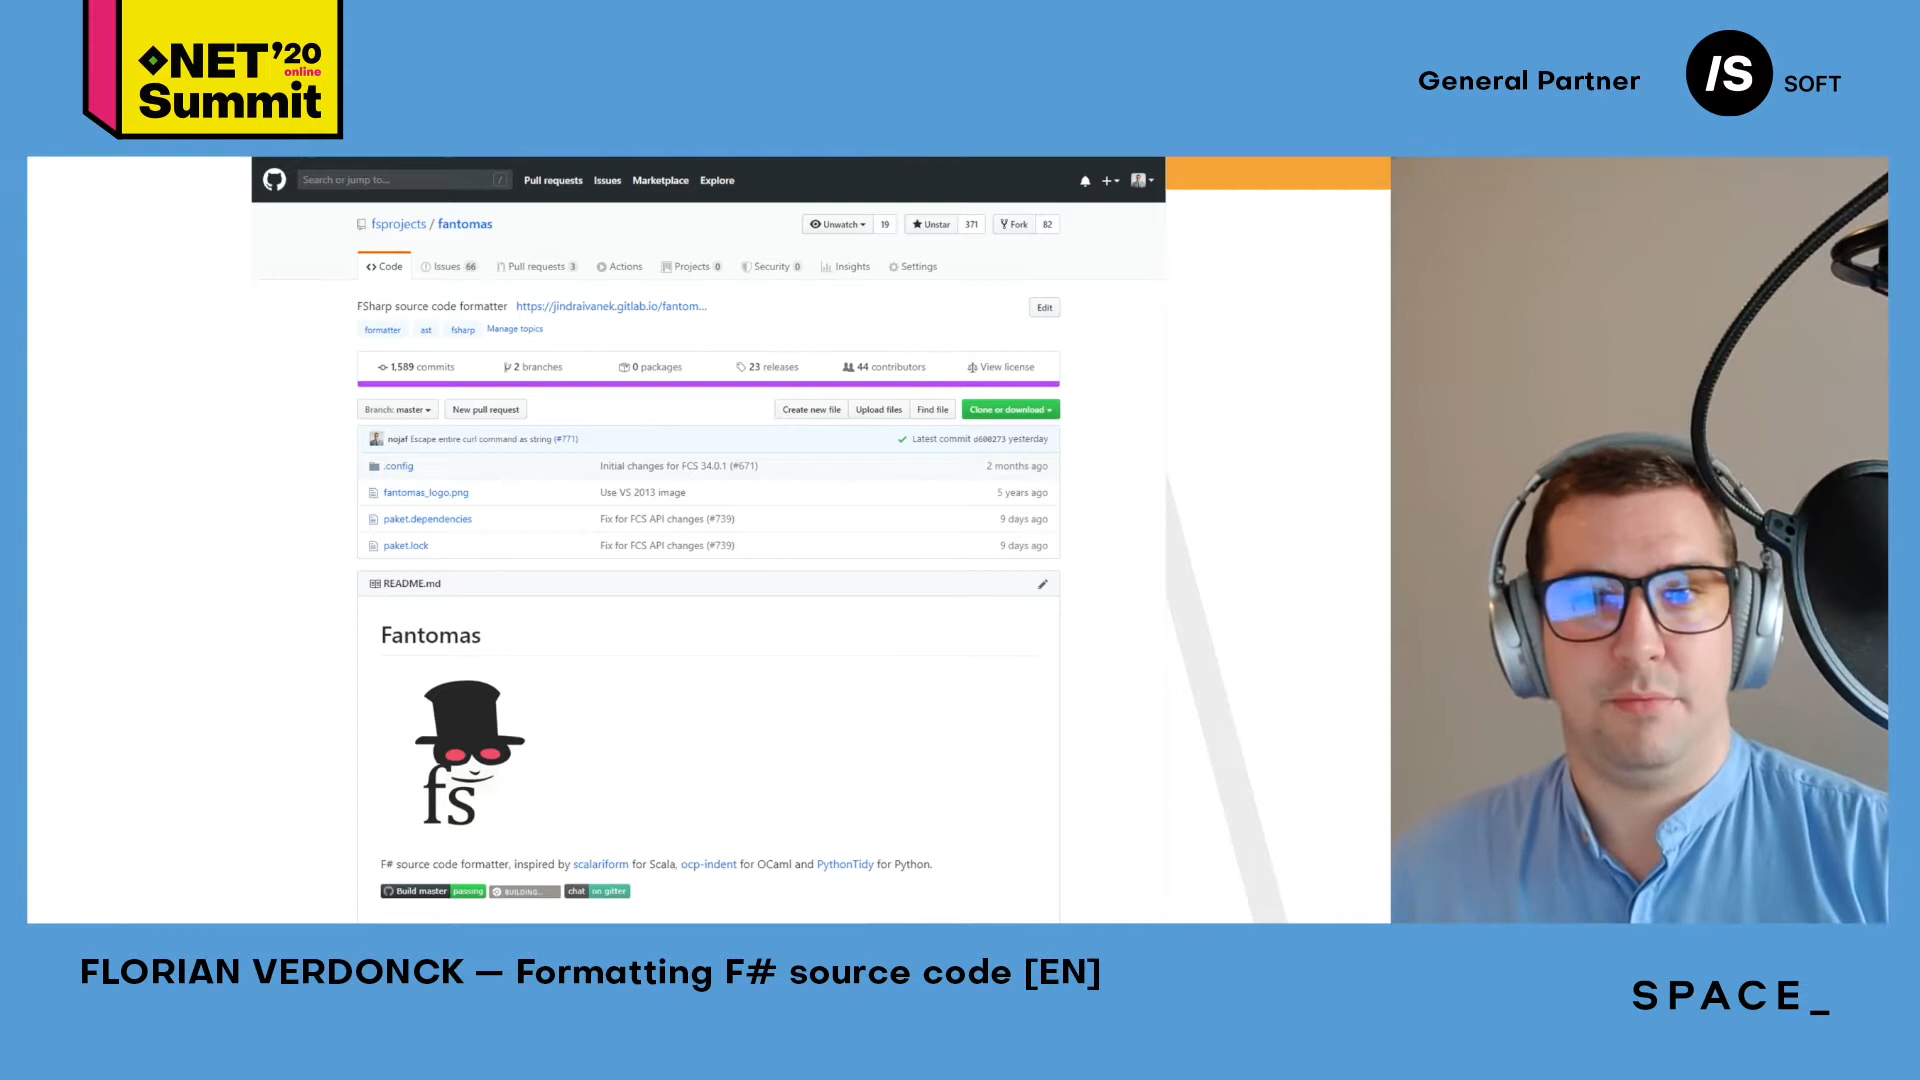 .NET'20
online
Summit
General Partner
/S SOFT
Search or jump to...
/
Pull requests Issues Marketplace Explore
fsprojects / fantomas
Unwatch 19
Unstar 371
Fork 82
Code
Issues 66
Pull requests 3
Actions
Projects 0
Security 0
Insights
Settings
FSharp source code formatter https://jindraivanek.gitlab.io/fantom...
Edit
formatter ast fsharp Manage topics
1,589 commits 2 branches 0 packages 23 releases 44 contributors View license
Branch: master New pull request Create new file Upload files Find file Clone or download
nojaf Escape entire curl command as string (#771) Latest commit d600273 yesterday
.config Initial changes for FCS 34.0.1 (#671) 2 months ago
fantomas_logo.png Use VS 2013 image 5 years ago
paket.dependencies Fix for FCS API changes (#739) 9 days ago
paket.lock Fix for FCS API changes (#739) 9 days ago
README.md
Fantomas
fs
F# source code formatter, inspired by scalariform for Scala, ocp-indent for OCaml and PythonTidy for Python.
Build master passing BUILDING... chat on gitter
FLORIAN VERDONCK — Formatting F# source code [EN]
SPACE_